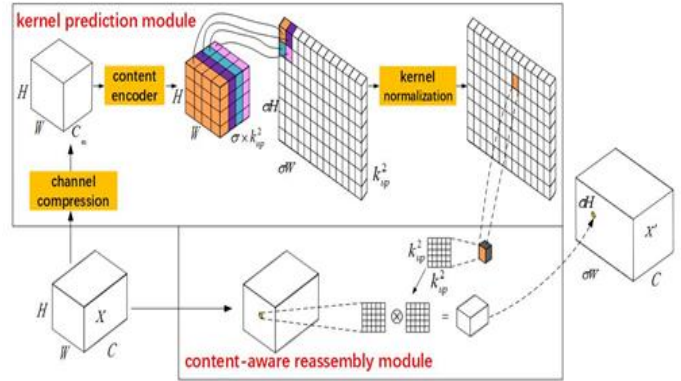 kernel prediction module
content
encoder
kernel
normalization
H
W
C
m
H
W
σ × k²up
σH
σW
k²up
channel
compression
H
W
X
C
k²up
k²up
=
content-aware reassembly module
σH
σW
X'
C